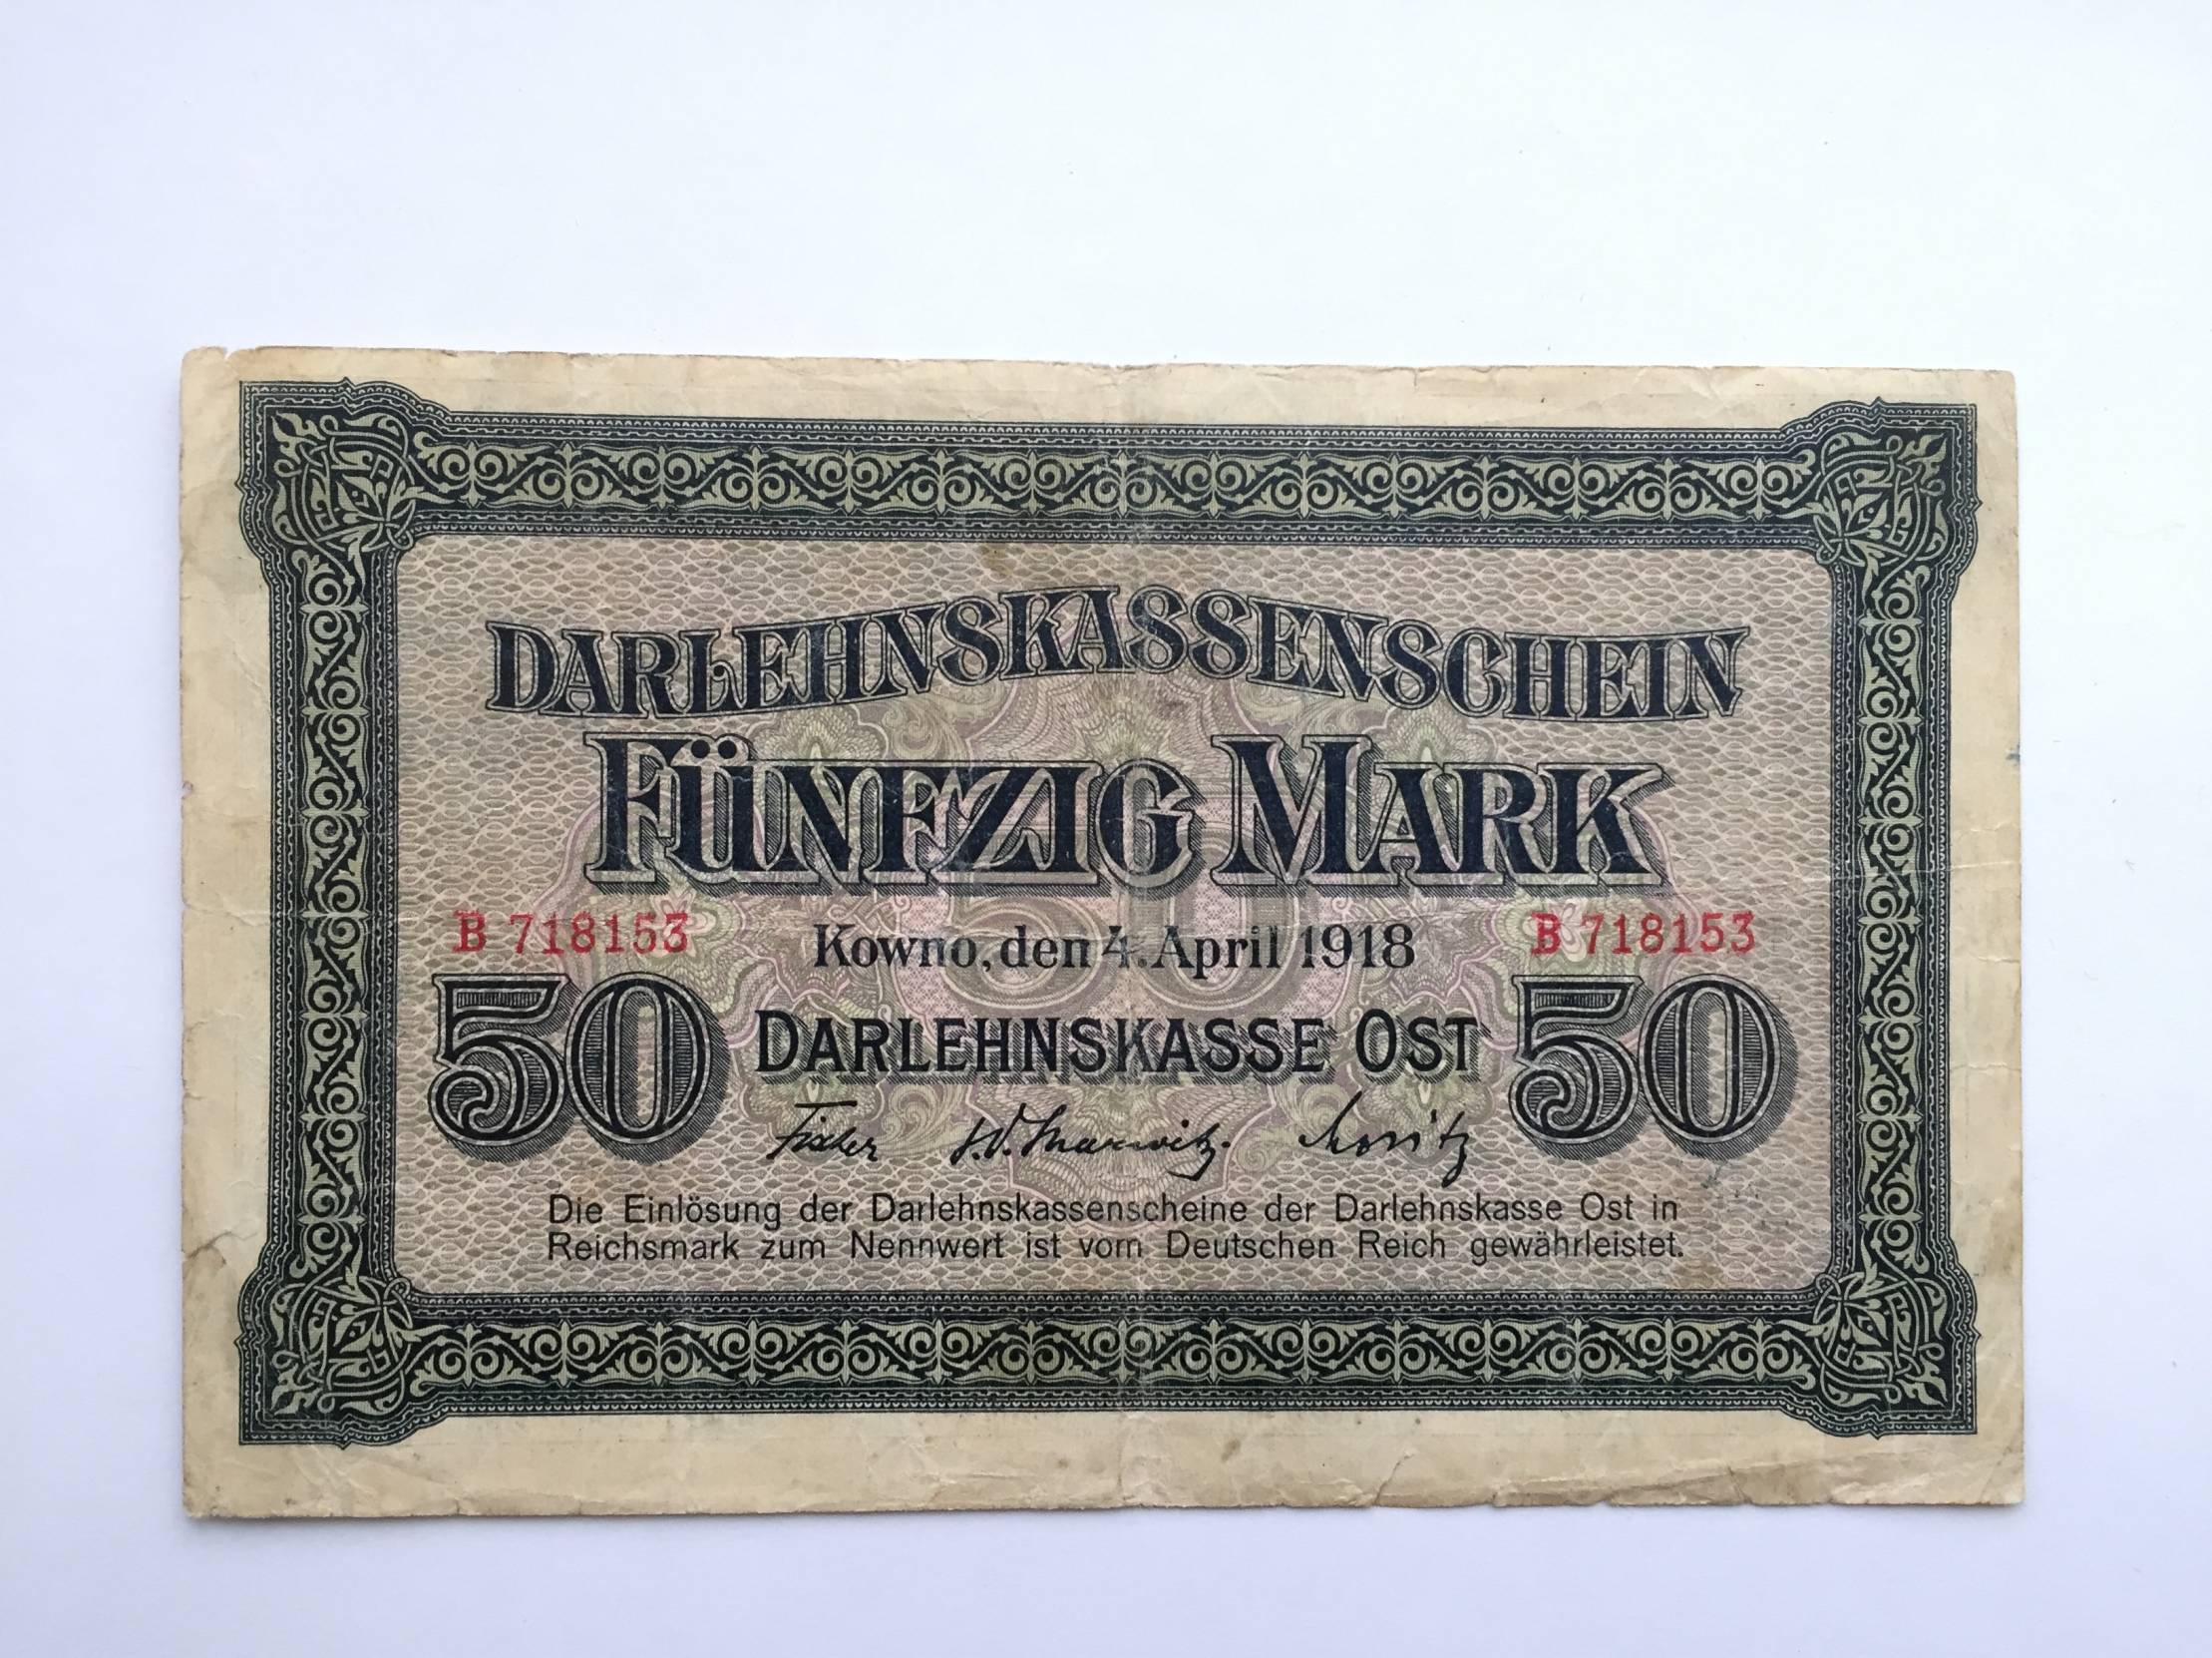 DARLEHNSKASSENSCHEIN
FÜNFZIG MARK
B 718153 B 718153
Kowno, den 4. April 1918
50 DARLEHNSKASSE OST 50
Fischer
Die Einlösung der Darlehnskassenscheine der Darlehnskasse Ost in
Reichsmark zum Nennwert ist vom Deutschen Reich gewährleistet.